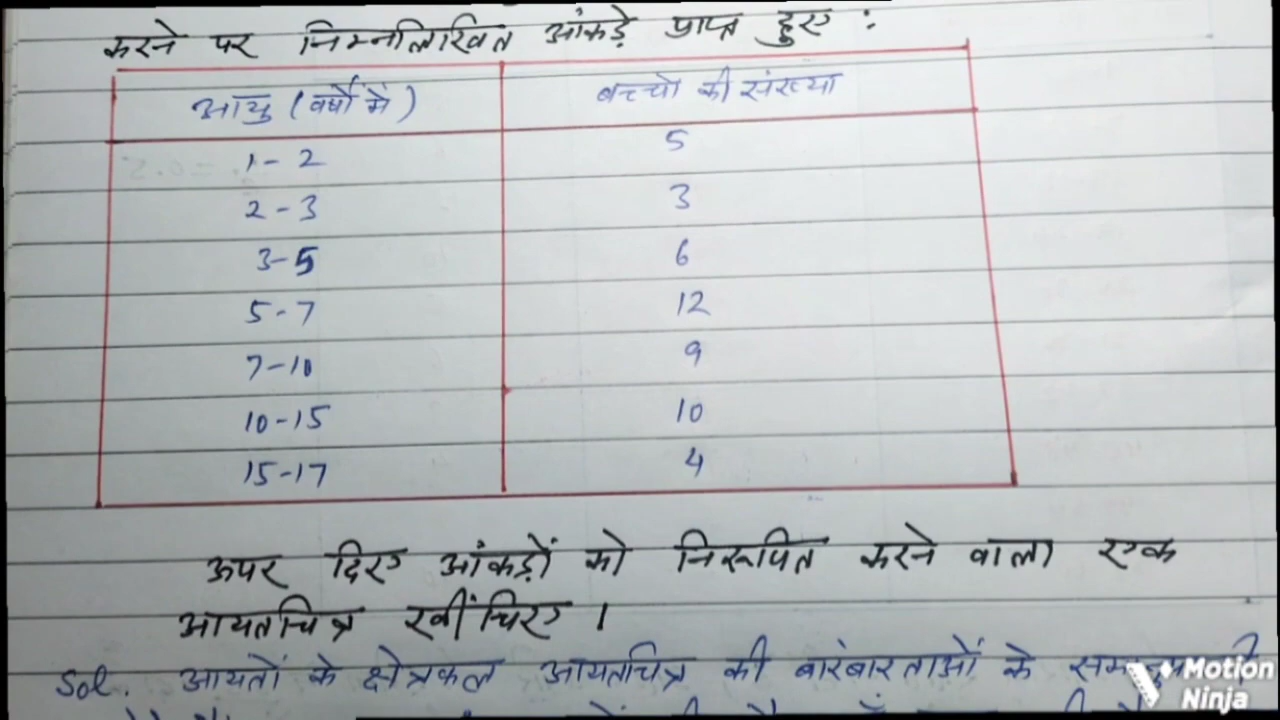 करने पर निम्नलिखित आंकड़े प्राप्त हुए :
आयु (वर्षों में) बच्चो की संख्या
1-2 5
2-3 3
3-5 6
5-7 12
7-10 9
10-15 10
15-17 4
ऊपर दिए आंकड़ों को निरूपित करने वाला एक
आयतचित्र खींचिए ।
Sol. आयतों के क्षेत्रफल आयतचित्र की बारंबारताओं के
Motion
Ninja